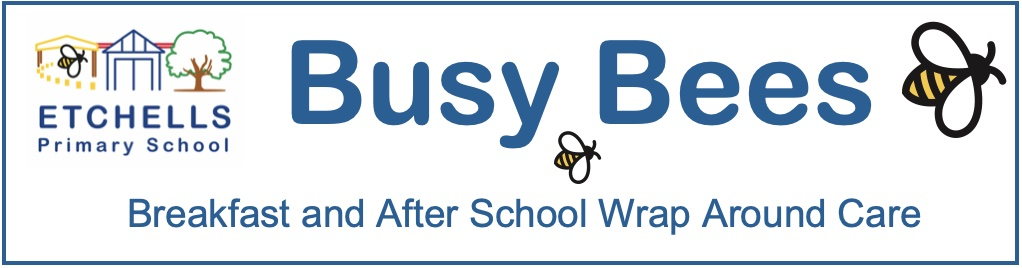 ETCHELLS
Primary School
Busy Bees
Breakfast and After School Wrap Around Care